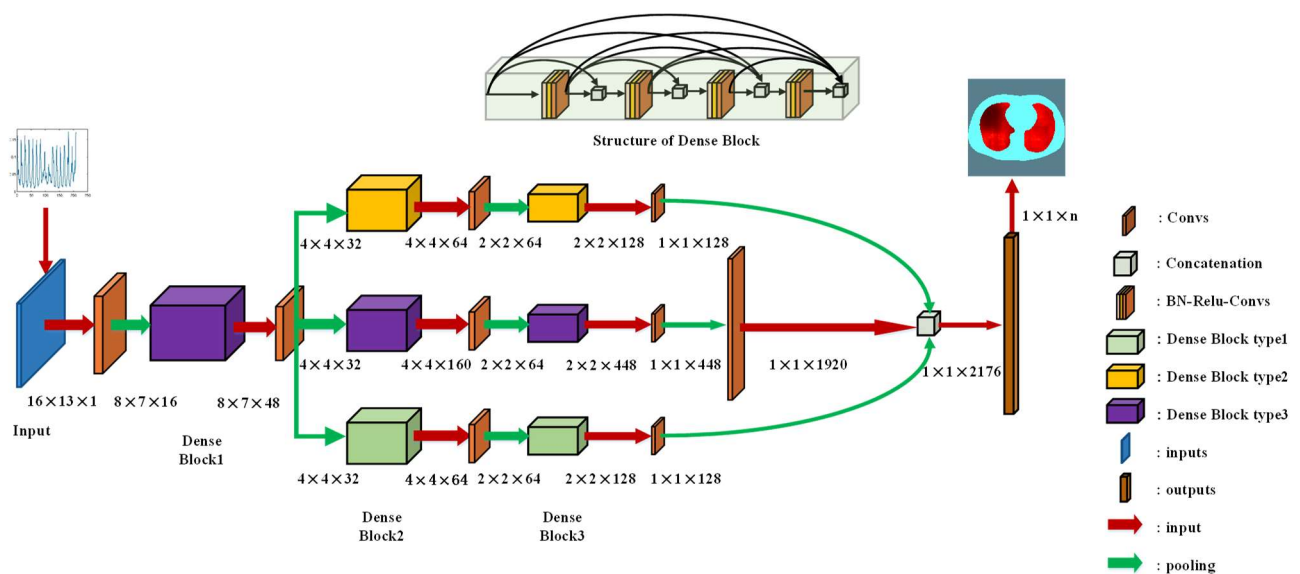 Structure of Dense Block
1×1×n
4×4×32
4×4×64
2×2×64
2×2×128
1×1×128
: Convs
: Concatenation
: BN-Relu-Convs
: Dense Block type1
: Dense Block type2
: Dense Block type3
: inputs
: outputs
: input
: pooling
4×4×32
4×4×160
2×2×64
2×2×448
1×1×448
1×1×1920
1×1×2176
16×13×1
8×7×16
8×7×48
Input
Dense
Block1
4×4×32
4×4×64
2×2×64
2×2×128
1×1×128
Dense
Block2
Dense
Block3